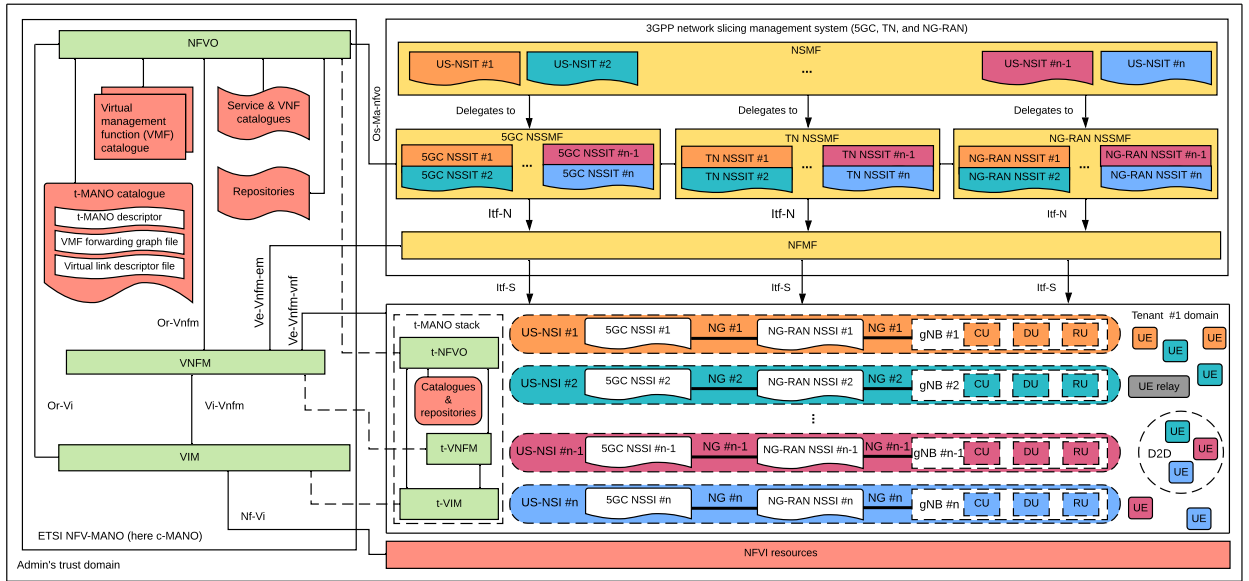 NFVO
Virtual
management
function (VMF)
catalogue
Service & VNF
catalogues
Repositories
t-MANO catalogue
t-MANO descriptor
VMF forwarding graph file
Virtual link descriptor file
Or-Vnfm
Ve-Vnfm-em
Ve-Vnfm-vnf
VNFM
Or-Vi
Vi-Vnfm
VIM
Nf-Vi
ETSI NFV-MANO (here c-MANO)
Admin's trust domain
Os-Ma-nfvo
3GPP network slicing management system (5GC, TN, and NG-RAN)
NSMF
US-NSIT #1
US-NSIT #2
...
US-NSIT #n-1
US-NSIT #n
Delegates to
Delegates to
Delegates to
5GC NSSMF
5GC NSSIT #1
5GC NSSIT #2
...
5GC NSSIT #n-1
5GC NSSIT #n
TN NSSMF
TN NSSIT #1
TN NSSIT #2
...
TN NSSIT #n-1
TN NSSIT #n
NG-RAN NSSMF
NG-RAN NSSIT #1
NG-RAN NSSIT #2
...
NG-RAN NSSIT #n-1
NG-RAN NSSIT #n
Itf-N
Itf-N
Itf-N
NFMF
Itf-S
Itf-S
Itf-S
t-MANO stack
t-NFVO
Catalogues
&
repositories
t-VNFM
t-VIM
US-NSI #1
5GC NSSI #1
NG #1
NG-RAN NSSI #1
NG #1
gNB #1
CU
DU
RU
US-NSI #2
5GC NSSI #2
NG #2
NG-RAN NSSI #2
NG #2
gNB #2
CU
DU
RU
...
US-NSI #n-1
5GC NSSI #n-1
NG #n-1
NG-RAN NSSI #n-1
NG #n-1
gNB #n-1
CU
DU
RU
US-NSI #n
5GC NSSI #n
NG #n
NG-RAN NSSI #n
NG #n
gNB #n
CU
DU
RU
Tenant #1 domain
UE
UE
UE
UE
UE relay
UE
D2D
UE
UE
UE
UE
NFVI resources